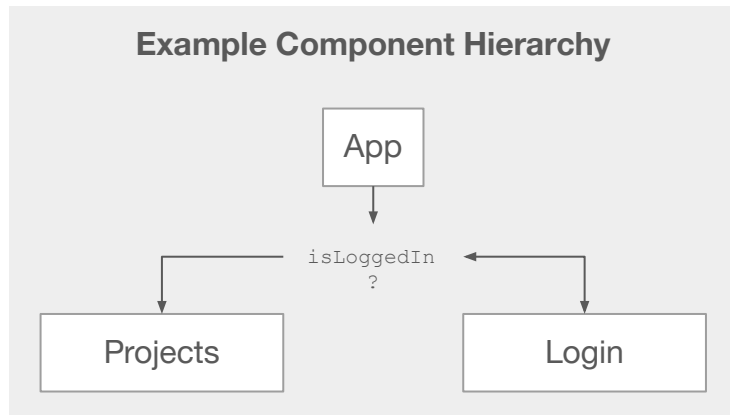 Example Component Hierarchy
App
isLoggedIn
?
Projects
Login